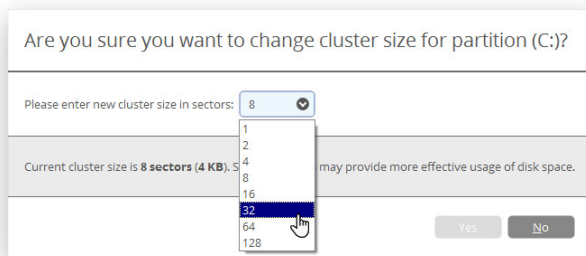 Are you sure you want to change cluster size for partition (C:)?
Please enter new cluster size in sectors: 8
1
2
4
8
16
32
64
128
Current cluster size is 8 sectors (4 KB). S may provide more effective usage of disk space.
Yes No